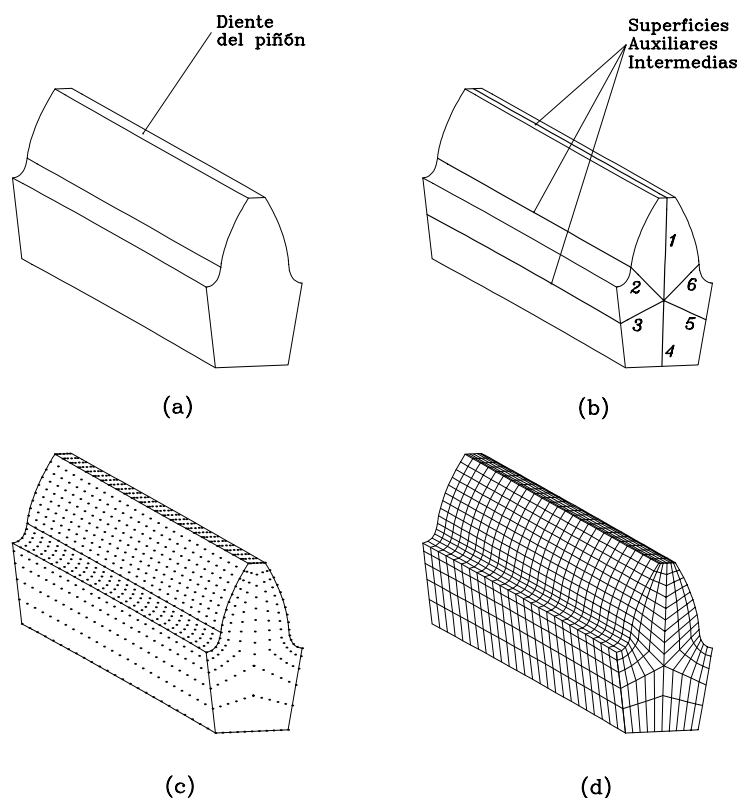 Diente
del piñón
Superficies
Auxiliares
Intermedias
1
2
6
3
5
4
(a)
(b)
(c)
(d)